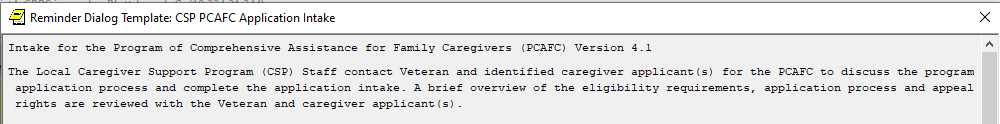 Reminder Dialog Template: CSP PCAFC Application Intake
Intake for the Program of Comprehensive Assistance for Family Caregivers (PCAFC) Version 4.1
The Local Caregiver Support Program (CSP) Staff contact Veteran and identified caregiver applicant(s) for the PCAFC to discuss the program
application process and complete the application intake. A brief overview of the eligibility requirements, application process and appeal
rights are reviewed with the Veteran and caregiver applicant(s).